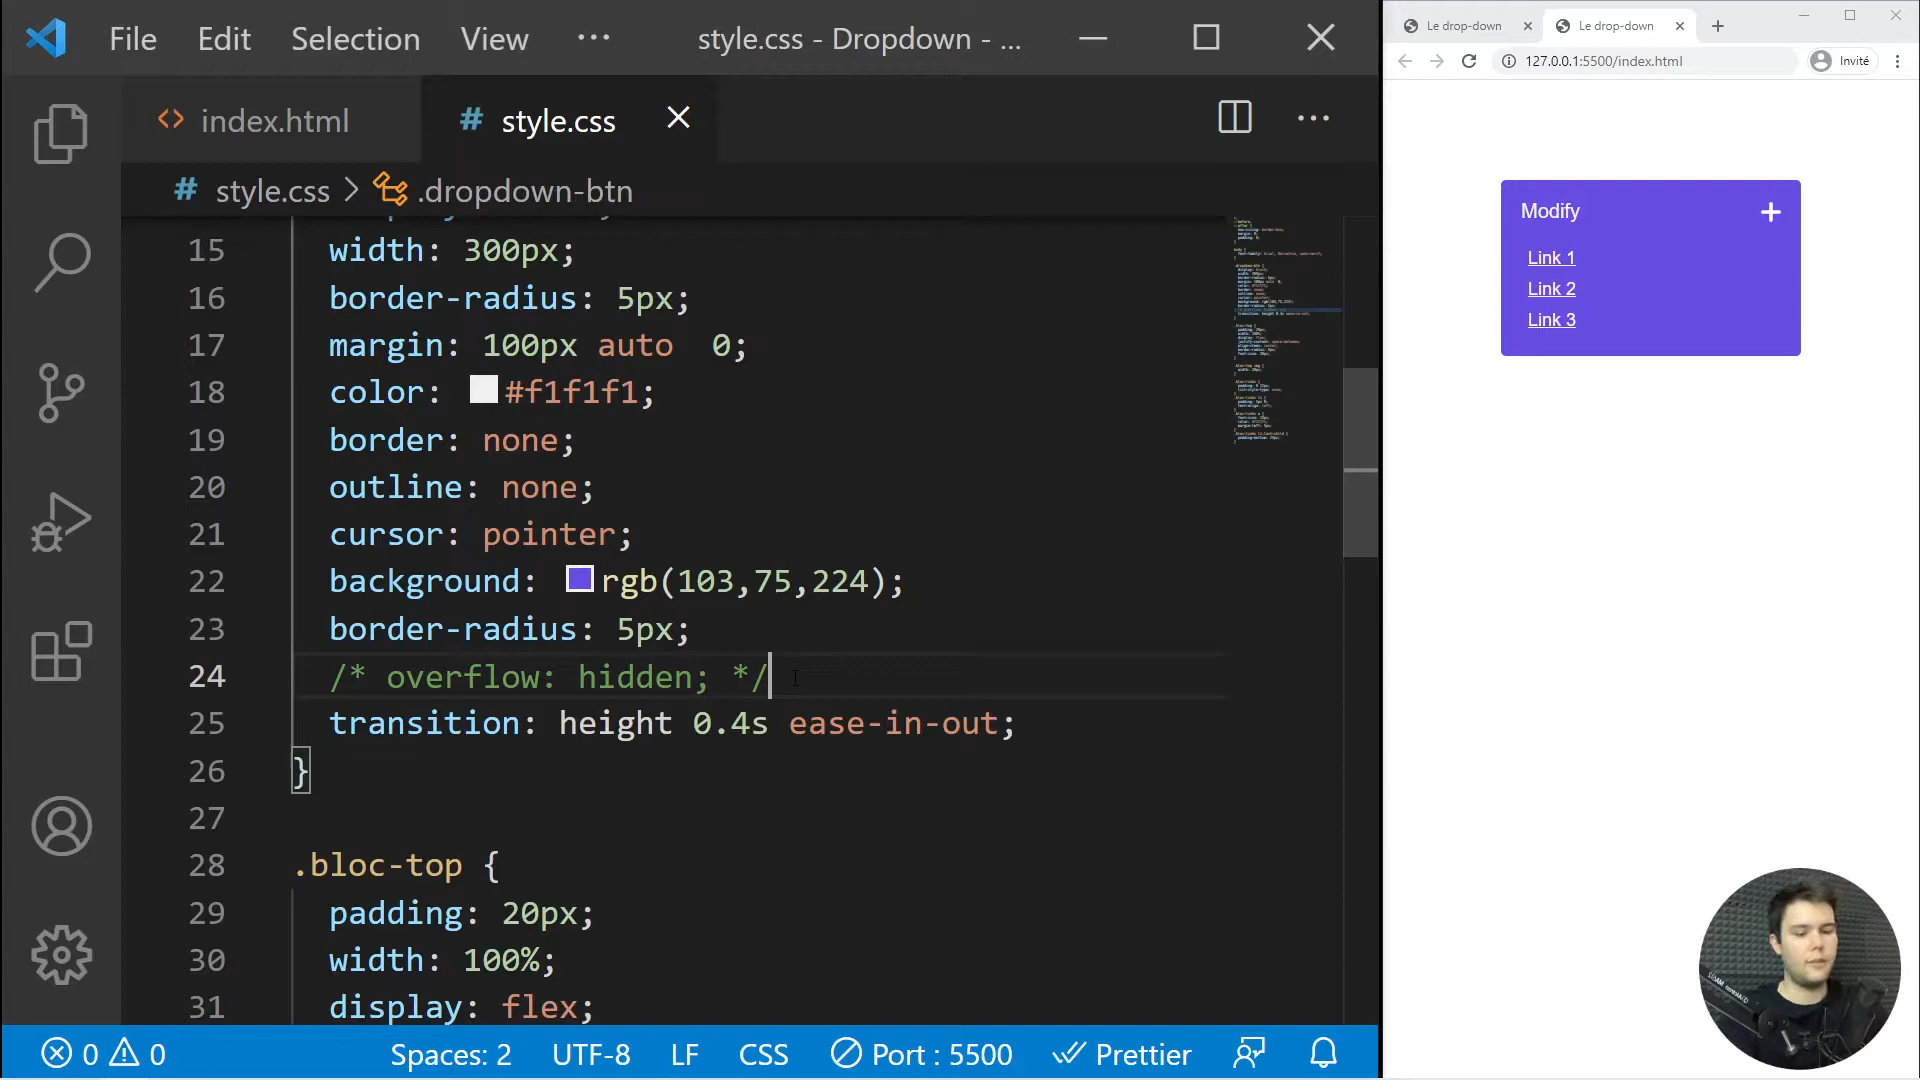 File Edit Selection View ··· style.css - Dropdown - ...
index.html # style.css
# style.css > .dropdown-btn
15 width: 300px;
16 border-radius: 5px;
17 margin: 100px auto  0;
18 color: #f1f1f1;
19 border: none;
20 outline: none;
21 cursor: pointer;
22 background: rgb(103,75,224);
23 border-radius: 5px;
24 /* overflow: hidden; */
25 transition: height 0.4s ease-in-out;
26 }
27
28 .bloc-top {
29 padding: 20px;
30 width: 100%;
31 display: flex;
0 0 Spaces: 2 UTF-8 LF CSS Port : 5500 Prettier
Le drop-down Le drop-down
127.0.0.1:5500/index.html Invité
Modify +
Link 1
Link 2
Link 3